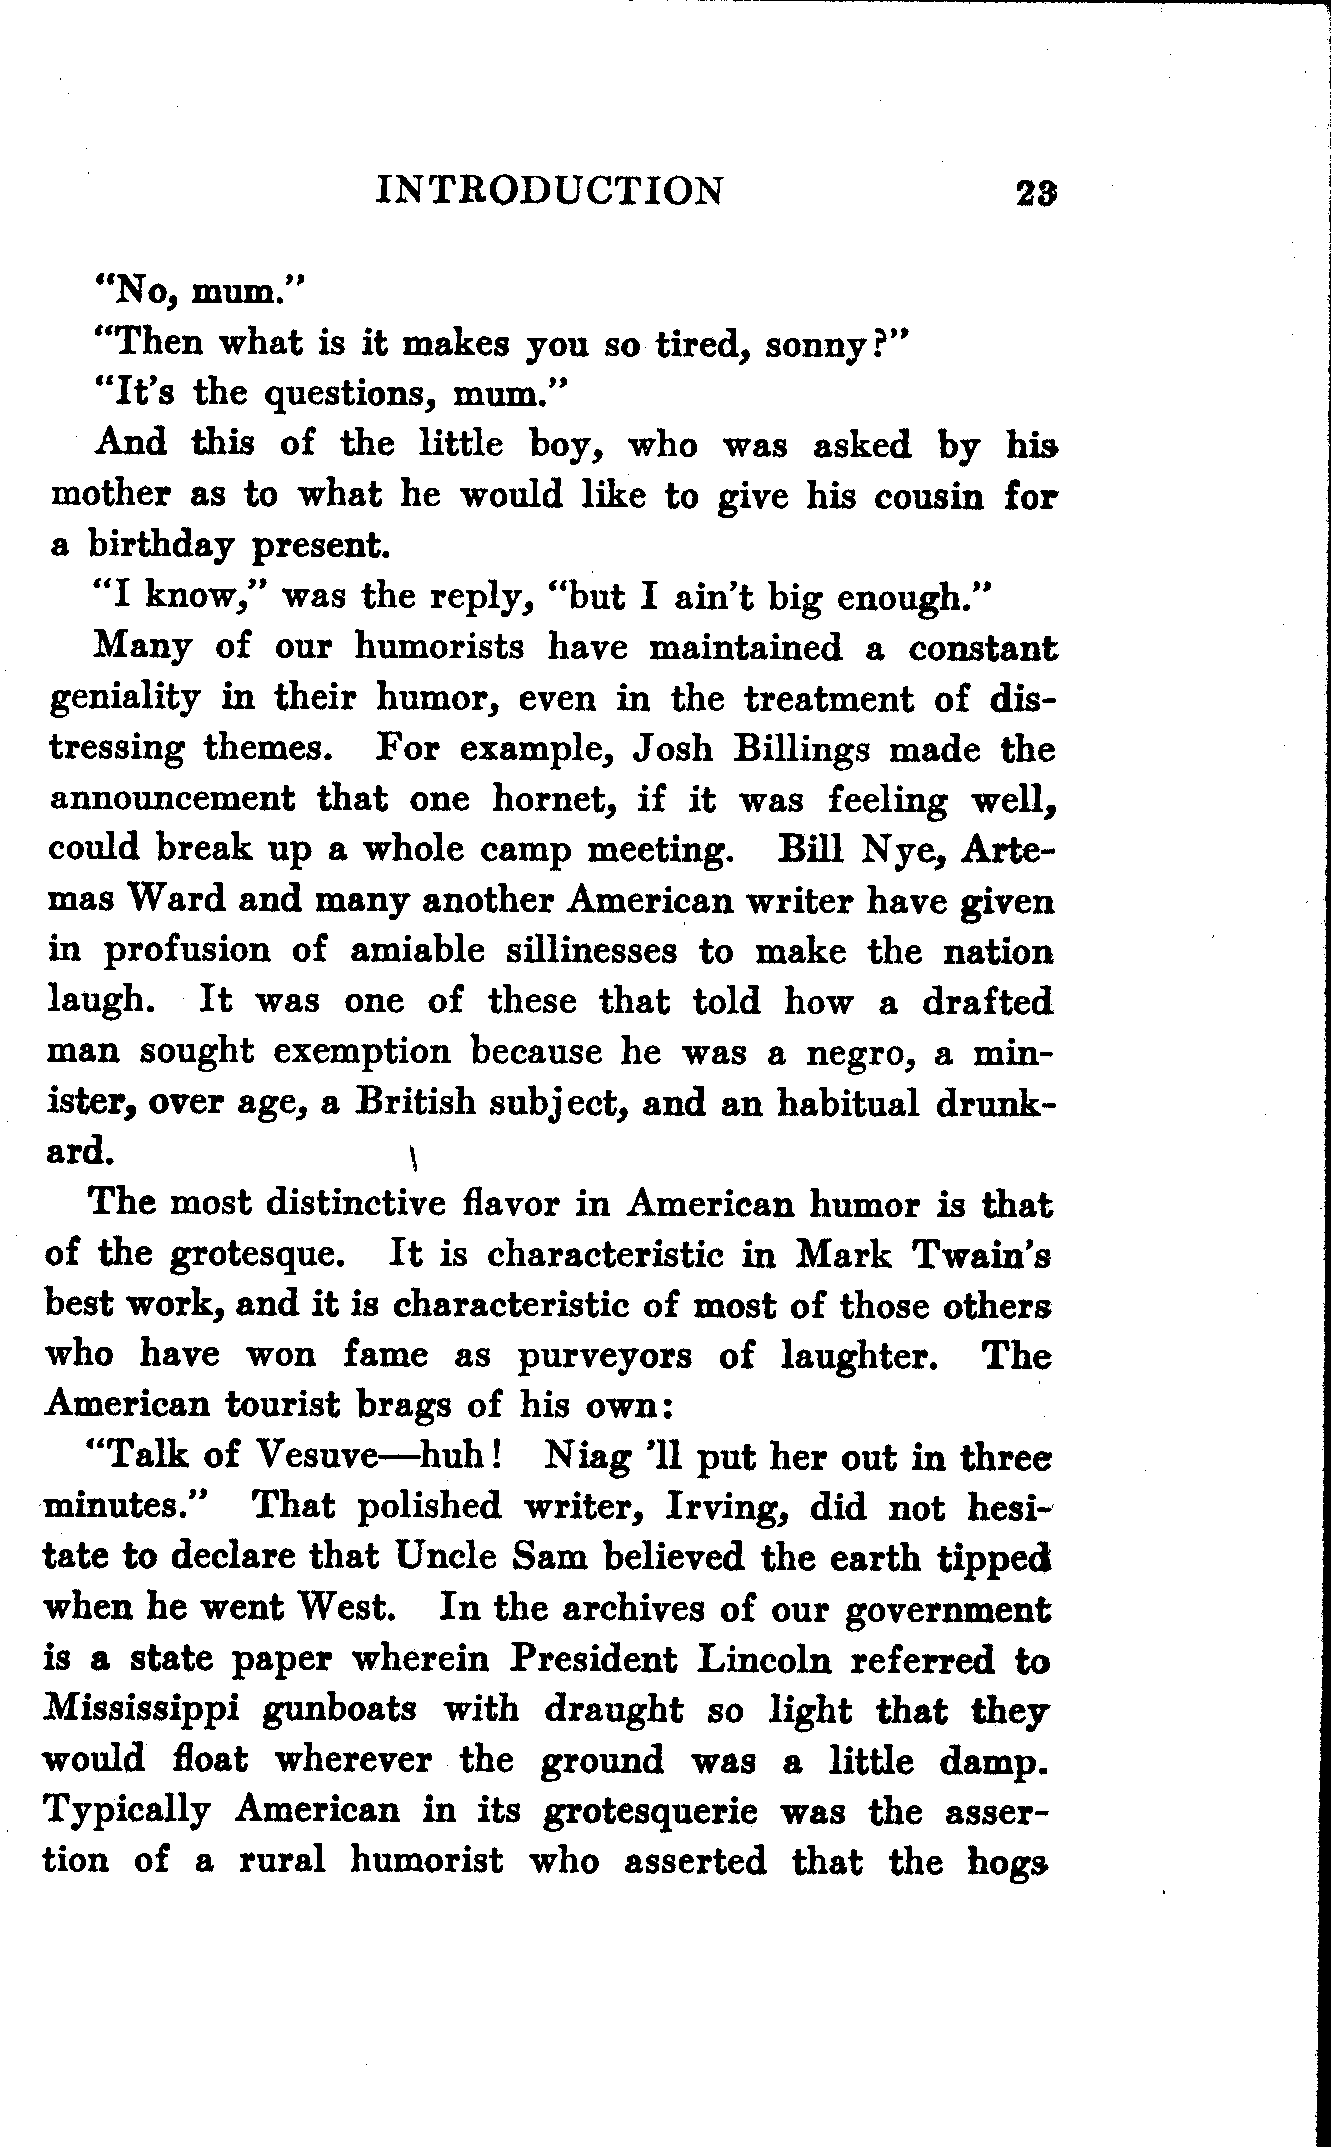 INTRODUCTION 23
"No, mum."
"Then what is it makes you so tired, sonny?"
"It's the questions, mum."
And this of the little boy, who was asked by his
mother as to what he would like to give his cousin for
a birthday present.
"I know," was the reply, "but I ain't big enough."
Many of our humorists have maintained a constant
geniality in their humor, even in the treatment of dis-
tressing themes. For example, Josh Billings made the
announcement that one hornet, if it was feeling well,
could break up a whole camp meeting. Bill Nye, Arte-
mas Ward and many another American writer have given
in profusion of amiable sillinesses to make the nation
laugh. It was one of these that told how a drafted
man sought exemption because he was a negro, a min-
ister, over age, a British subject, and an habitual drunk-
ard.
The most distinctive flavor in American humor is that
of the grotesque. It is characteristic in Mark Twain's
best work, and it is characteristic of most of those others
who have won fame as purveyors of laughter. The
American tourist brags of his own:
"Talk of Vesuve—huh! Niag 'll put her out in three
minutes." That polished writer, Irving, did not hesi-
tate to declare that Uncle Sam believed the earth tipped
when he went West. In the archives of our government
is a state paper wherein President Lincoln referred to
Mississippi gunboats with draught so light that they
would float wherever the ground was a little damp.
Typically American in its grotesquerie was the asser-
tion of a rural humorist who asserted that the hogs